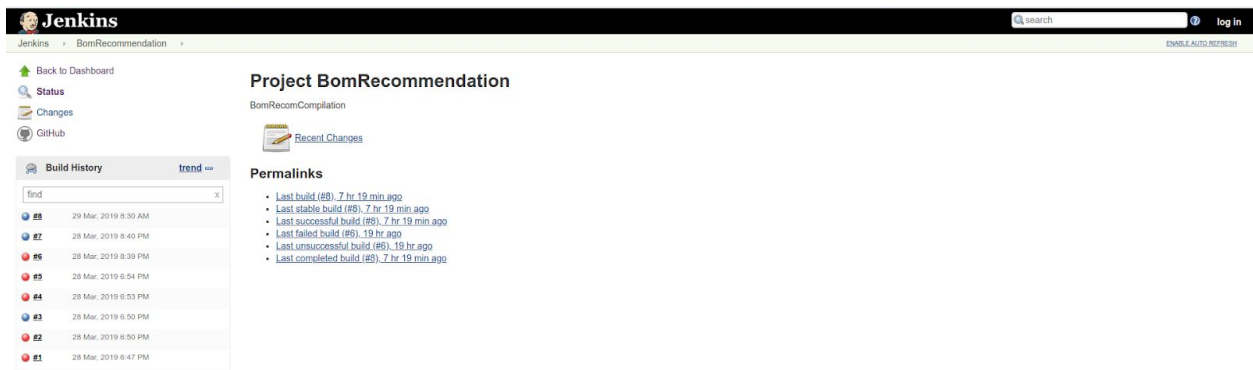 Jenkins
search
log in
Jenkins
BomRecommendation
ENABLE AUTO REFRESH
Back to Dashboard
Status
Changes
GitHub
Build History
trend
find
x
#8 29 Mar, 2019 8:30 AM
#7 28 Mar, 2019 8:40 PM
#6 28 Mar, 2019 8:39 PM
#5 28 Mar, 2019 6:54 PM
#4 28 Mar, 2019 6:53 PM
#3 28 Mar, 2019 6:50 PM
#2 28 Mar, 2019 6:50 PM
#1 28 Mar, 2019 6:47 PM
Project BomRecommendation
BomRecomCompilation
Recent Changes
Permalinks
Last build (#8), 7 hr 19 min ago
Last stable build (#8), 7 hr 19 min ago
Last successful build (#8), 7 hr 19 min ago
Last failed build (#6), 19 hr ago
Last unsuccessful build (#6), 19 hr ago
Last completed build (#8), 7 hr 19 min ago